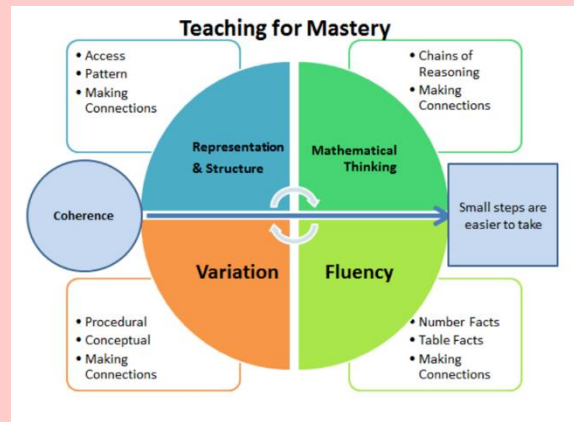 Teaching for Mastery
• Access
• Pattern
• Making
Connections
• Chains of
Reasoning
• Making
Connections
Representation
& Structure
Mathematical
Thinking
Coherence
Small steps are
easier to take
Variation
Fluency
• Procedural
• Conceptual
• Making
Connections
• Number Facts
• Table Facts
• Making
Connections